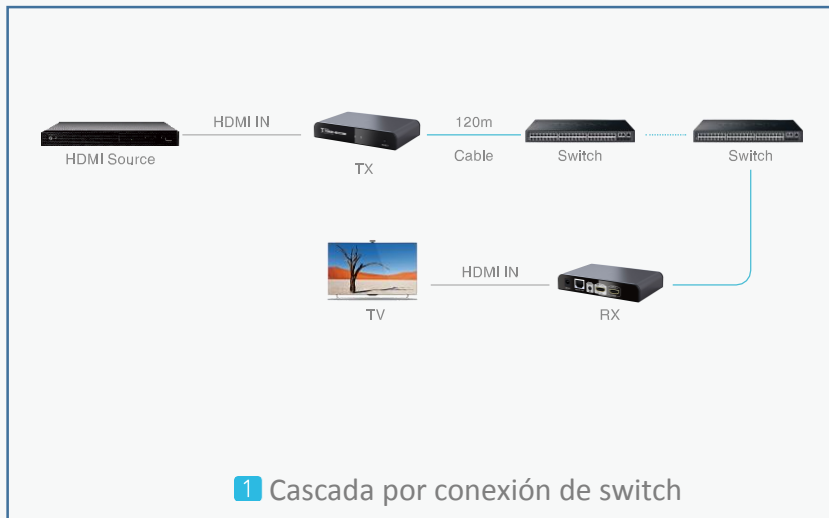 HDMI IN
120m
HDMI Source
TX
Cable
Switch
Switch
HDMI IN
TV
RX
1 Cascada por conexión de switch